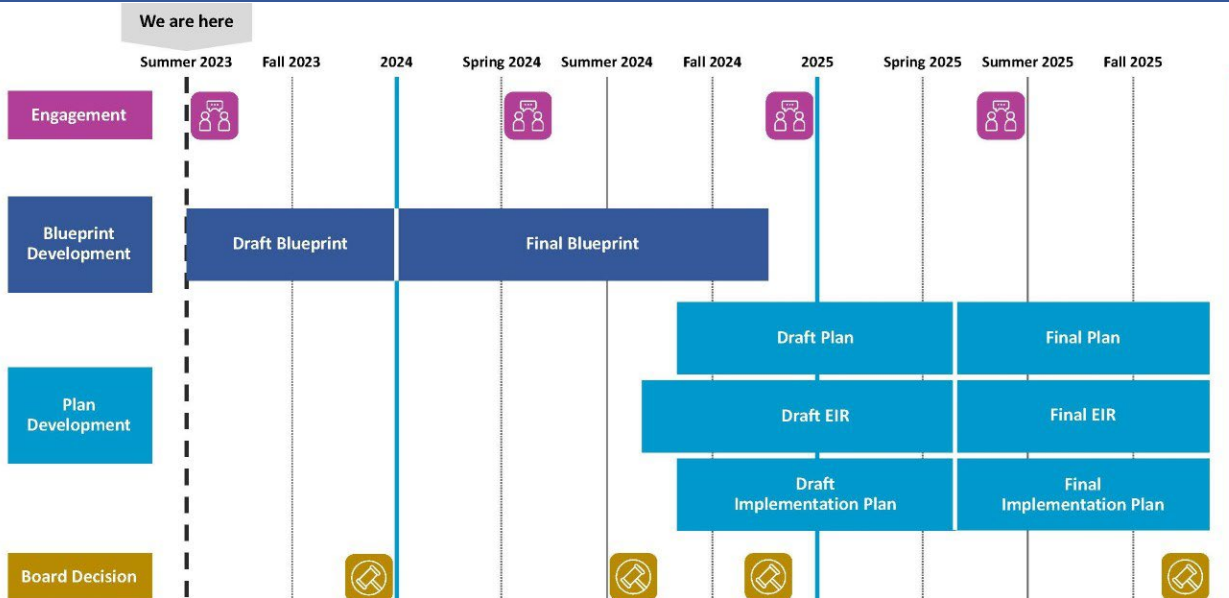 We are here
Summer 2023
Fall 2023
2024
Spring 2024
Summer 2024
Fall 2024
2025
Spring 2025
Summer 2025
Fall 2025
Engagement
Blueprint
Development
Draft Blueprint
Final Blueprint
Draft Plan
Final Plan
Plan
Development
Draft EIR
Final EIR
Draft
Implementation Plan
Final
Implementation Plan
Board Decision